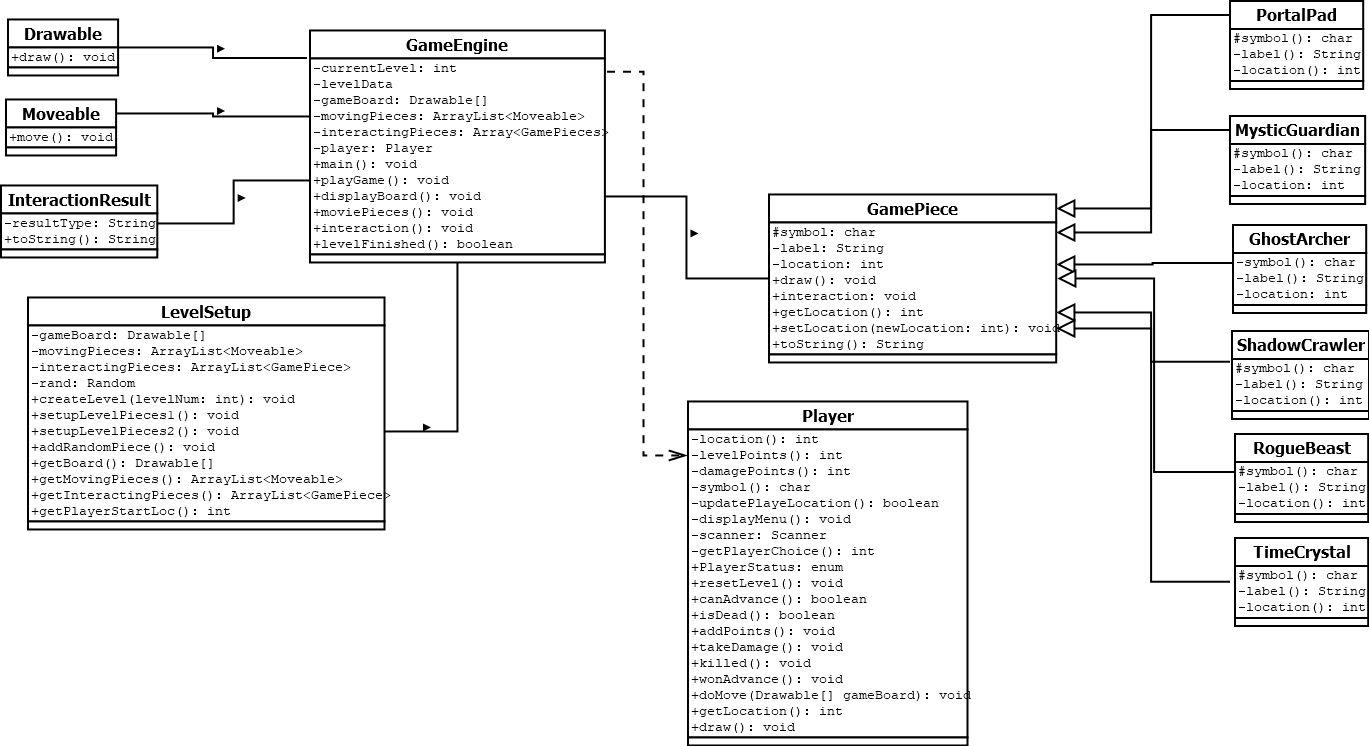 Drawable
+draw(): void
Moveable
+move(): void
InteractionResult
-resultType: String
+toString(): String
GameEngine
-currentLevel: int
-levelData
-gameBoard: Drawable[]
-movingPieces: ArrayList<Moveable>
-interactingPieces: Array<GamePieces>
-player: Player
+main(): void
+playGame(): void
+displayBoard(): void
+moviePieces(): void
+interaction(): void
+levelFinished(): boolean
LevelSetup
-gameBoard: Drawable[]
-movingPieces: ArrayList<Moveable>
-interactingPieces: ArrayList<GamePiece>
-rand: Random
+createLevel(levelNum: int): void
+setupLevelPieces1(): void
+setupLevelPieces2(): void
+addRandomPiece(): void
+getBoard(): Drawable[]
+getMovingPieces(): ArrayList<Moveable>
+getInteractingPieces(): ArrayList<GamePiece>
+getPlayerStartLoc(): int
GamePiece
#symbol: char
-label: String
-location: int
+draw(): void
+interaction: void
+getLocation(): int
+setLocation(newLocation: int): void
+toString(): String
Player
-location(): int
-levelPoints(): int
-damagePoints(): int
-symbol(): char
-updatePlayeLocation(): boolean
-displayMenu(): void
-scanner: Scanner
-getPlayerChoice(): int
+PlayerStatus: enum
+resetLevel(): void
+canAdvance(): boolean
+isDead(): boolean
+addPoints(): void
+takeDamage(): void
+killed(): void
+wonAdvance(): void
+doMove(Drawable[] gameBoard): void
+getLocation(): int
+draw(): void
PortalPad
#symbol(): char
-label(): String
-location(): int
MysticGuardian
#symbol(): char
-label(): String
-location: int
GhostArcher
-symbol(): char
-label(): String
-location: int
ShadowCrawler
#symbol(): char
-label(): String
-location(): int
RogueBeast
#symbol(): char
-label(): String
-location(): int
TimeCrystal
#symbol(): char
-label(): String
-location(): int